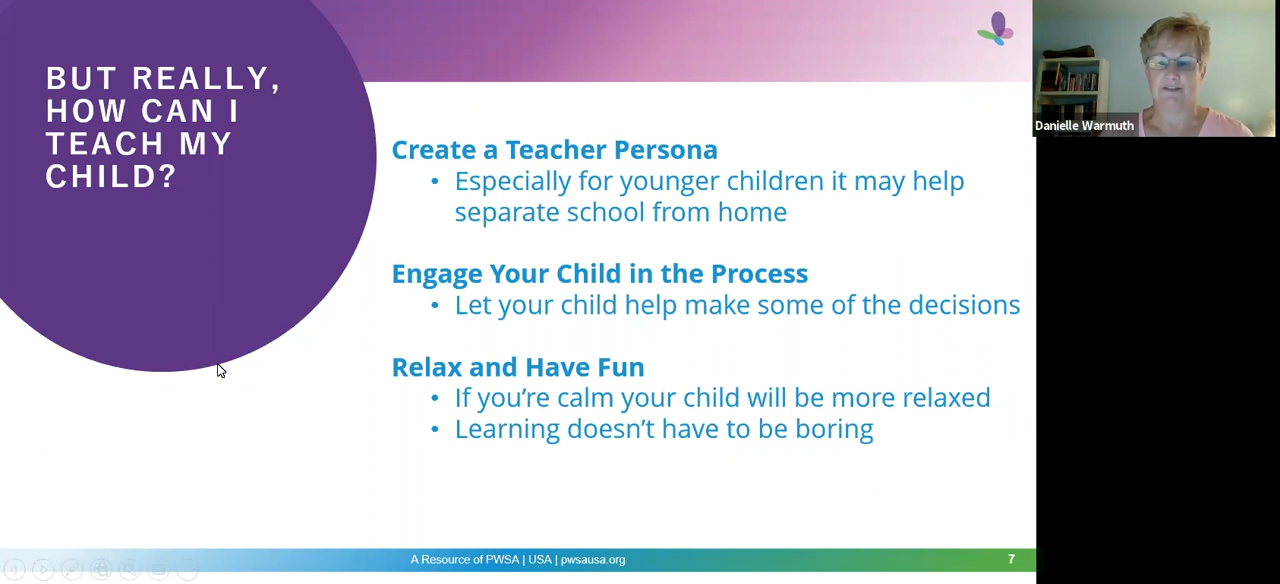 BUT REALLY,
HOW CAN I
TEACH MY
CHILD?
Create a Teacher Persona
• Especially for younger children it may help
separate school from home
Engage Your Child in the Process
• Let your child help make some of the decisions
Relax and Have Fun
• If you’re calm your child will be more relaxed
• Learning doesn’t have to be boring
A Resource of PWSA | USA | pwsausa.org
7
Danielle Warmuth